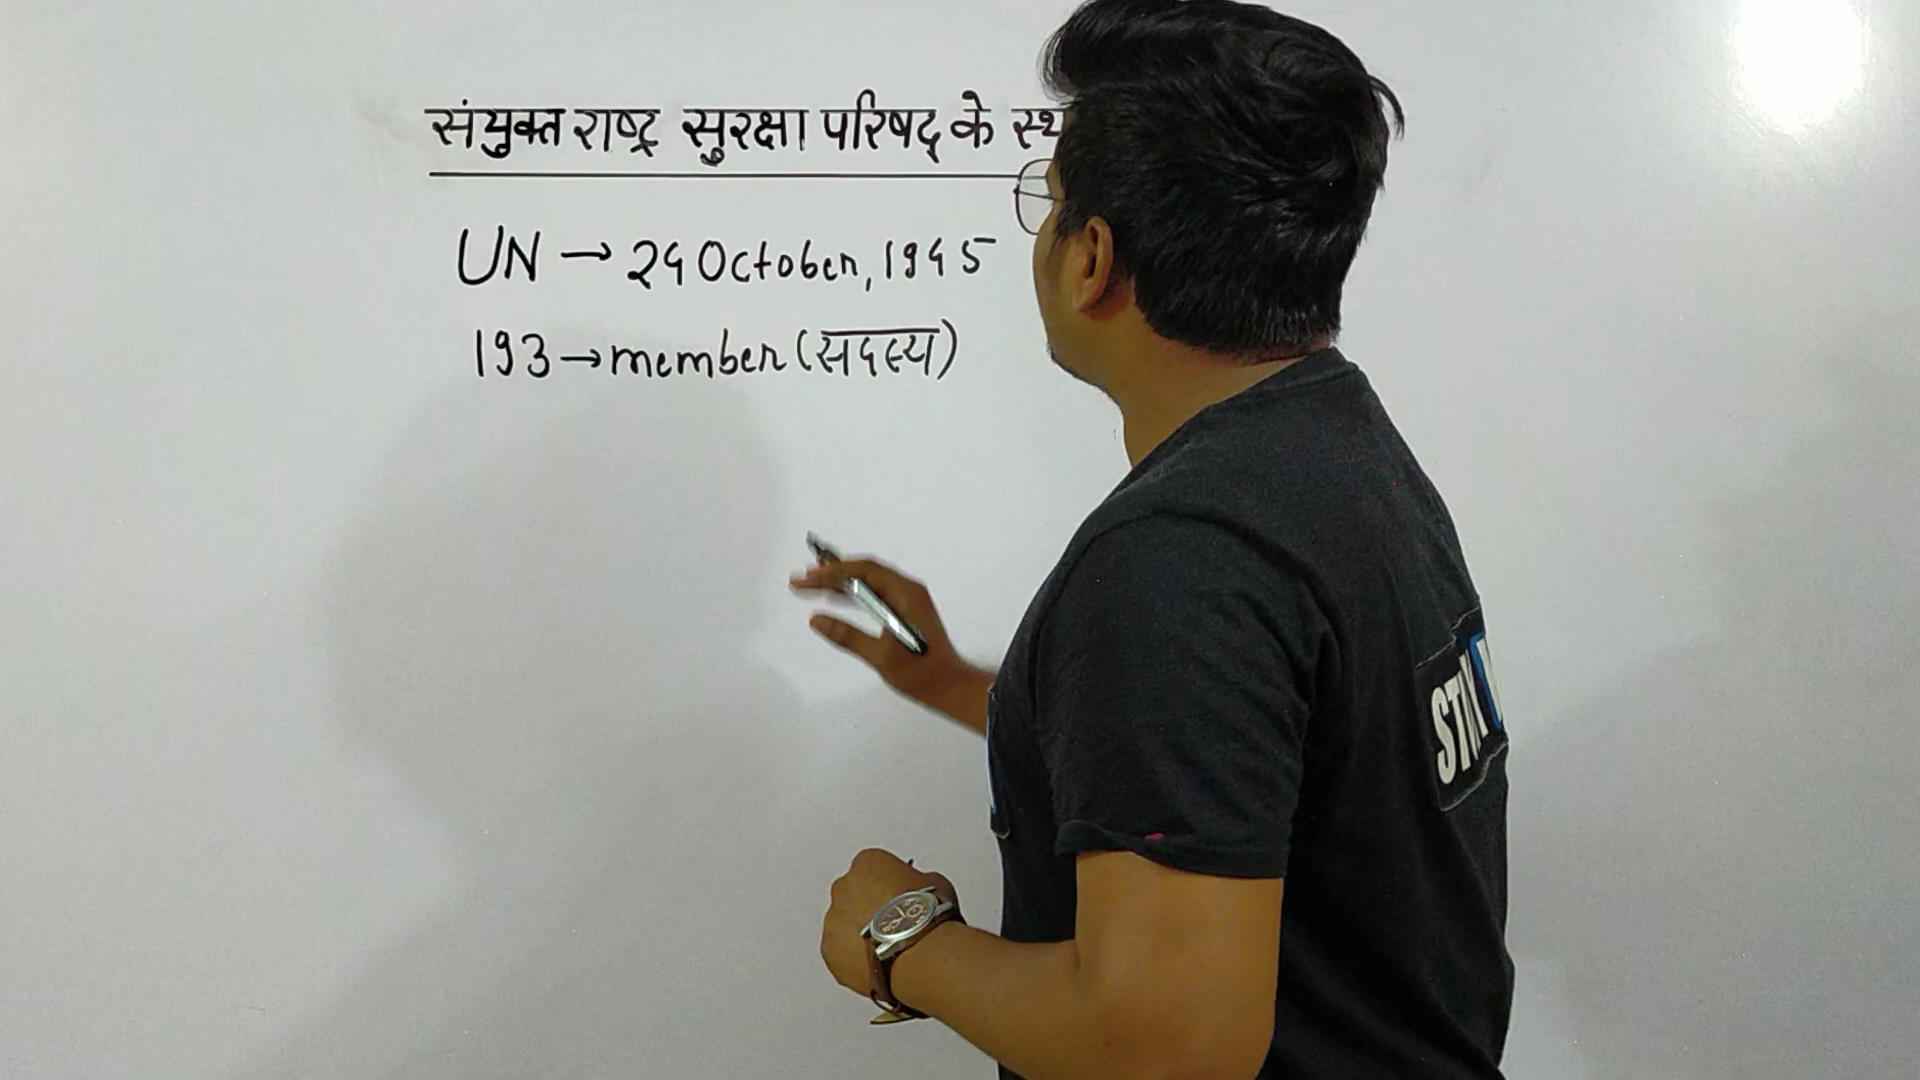 संयुक्त राष्ट्र सुरक्षा परिषद् के
UN → 24 October, 1945
193 → member (सदस्य)